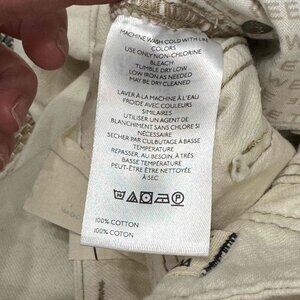 MACHINE WASH COLD WITH LIKE
COLORS
USE ONLY NON-CHLORINE
BLEACH
TUMBLE DRY LOW
LOW IRON AS NEEDED
MAY BE DRY CLEANED
LAVER À LA MACHINE À L'EAU
FROIDE AVEC COULEURS
SIMILAIRES
UTILISER UN AGENT DE
BLANCHIMENT SANS CHLORE SI
NÉCESSAIRE
SECHER PAR CULBUTAGE À BASSE
TEMPÉRATURE
REPASSER, AU BESOIN, À TRÈS
BASSE TEMPÉRATURE
PEUT-ÊTRE ÊTRE NETTOYÉE
À SEC
100% COTTON
100% COTON